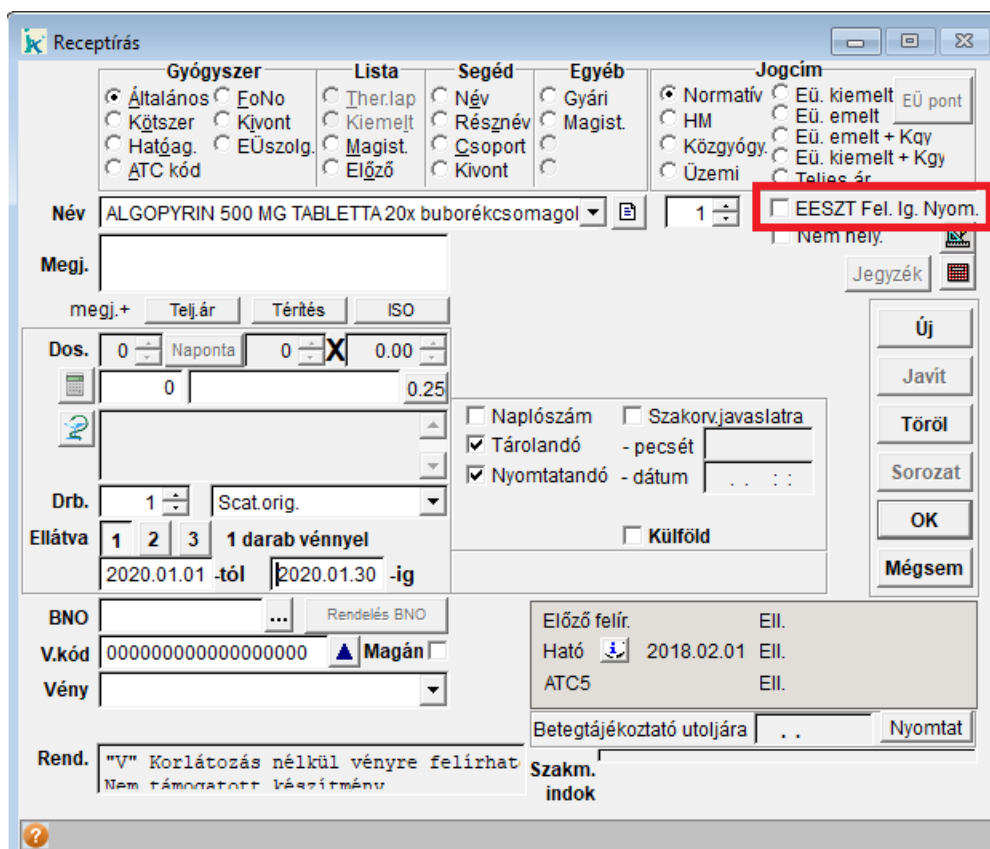 Receptírás
Gyógyszer Lista Segéd Egyéb Jogcím
Általános FoNo Ther.lap Név Gyári Normatív Eü. kiemelt EÜ pont
Kötszer Kivont Kiemelt Résznév Magist. HM Eü. emelt
Hatóag. EÜszolg. Magist. Csoport Közgyógy. Eü. emelt + Kgy
ATC kód Előző Kivont Üzemi Eü. kiemelt + Kgy
Teljes ár
Név ALGOPYRIN 500 MG TABLETTA 20x buborékcsomagol 1 EESZT Fel. Ig. Nyom.
Nem hely.
Megj. Jegyzék
megj.+ Telj.ár Térítés ISO
Új
Dos. 0 Naponta 0 X 0.00
Javít
0 0.25
Naplószám Szakorv.javaslatra
Töröl
Tárolandó - pecsét
Nyomtatandó - dátum . . : :
Sorozat
Drb. 1 Scat.orig.
OK
Ellátva 1 2 3 1 darab vénnyel Külföld
2020.01.01 -tól 2020.01.30 -ig Mégsem
BNO ... Rendelés BNO Előző felír. Ell.
V.kód 000000000000000000 Magán Ható 2018.02.01 Ell.
Vény ATC5 Ell.
Betegtájékoztató utoljára . . Nyomtat
Rend. "V" Korlátozás nélkül vényre felírhat
Nem támogatott készítmény
Szakm.
indok